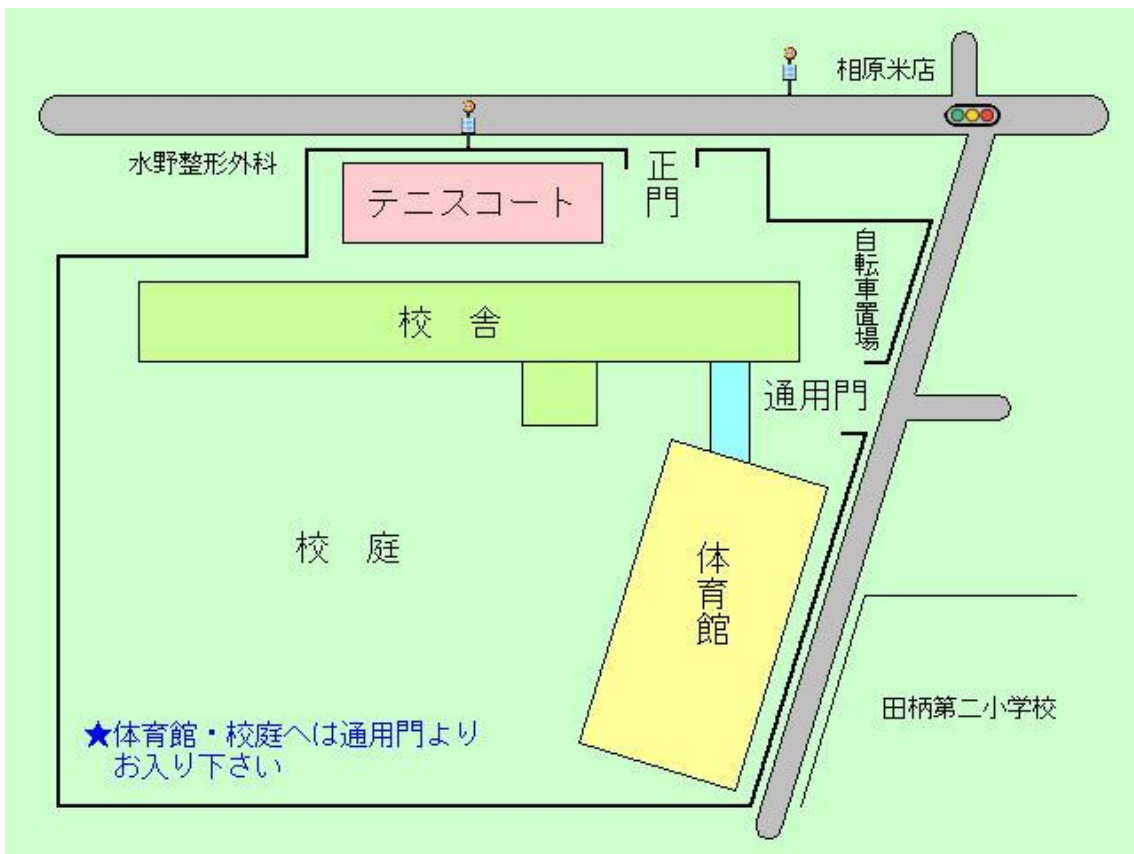 相原米店
水野整形外科
正門
テニスコート
自転車置場
校 舎
通用門
校 庭
体育館
田柄第二小学校
★体育館・校庭へは通用門より
お入り下さい